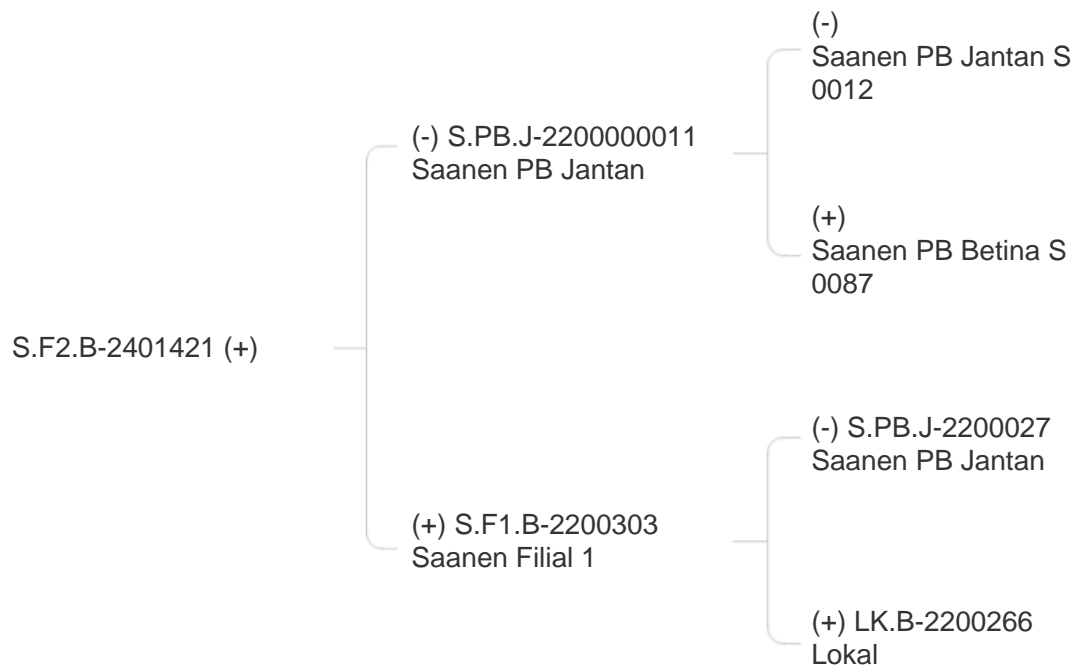 (-)
Saanen PB Jantan S
0012
(-) S.PB.J-2200000011
Saanen PB Jantan
(+)
Saanen PB Betina S
0087
S.F2.B-2401421 (+)
(-) S.PB.J-2200027
Saanen PB Jantan
(+) S.F1.B-2200303
Saanen Filial 1
(+) LK.B-2200266
Lokal